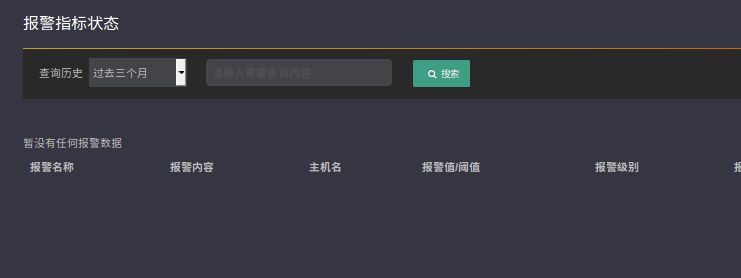 报警指标状态
查询历史 过去三个月 请输入需要查询内容 搜索
暂没有任何报警数据
报警名称 报警内容 主机名 报警值/阈值 报警级别